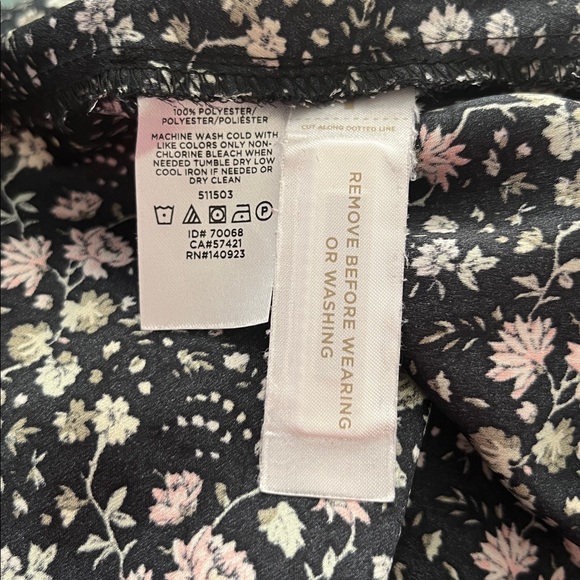 100% POLYESTER/
POLYESTER/POLIÉSTER
MACHINE WASH COLD WITH
LIKE COLORS ONLY NON-
CHLORINE BLEACH WHEN
NEEDED TUMBLE DRY LOW
COOL IRON IF NEEDED OR
DRY CLEAN
511503
ID# 70068
CA#57421
RN#140923
CUT ALONG DOTTED LINE
REMOVE BEFORE WEARING
OR WASHING